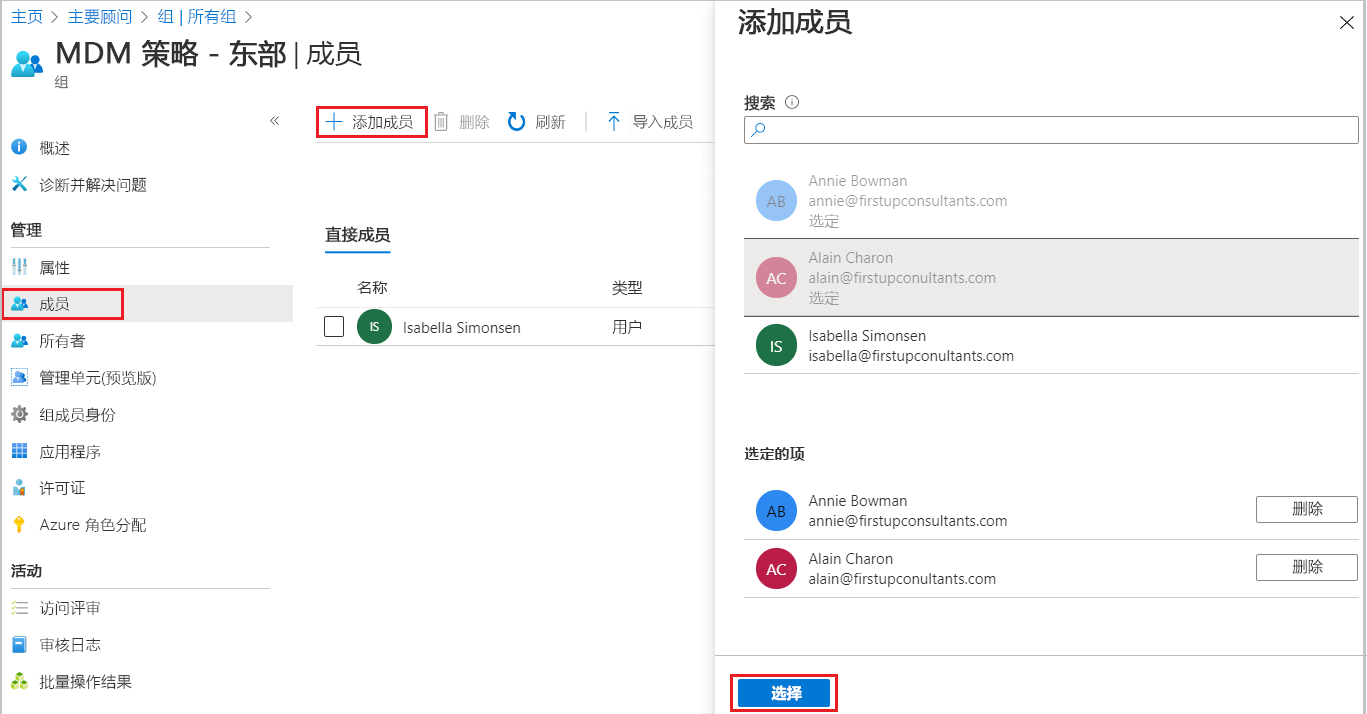 主页 > 主要顾问 > 组 | 所有组 >
MDM 策略 - 东部 | 成员
组
«
概述
诊断并解决问题
管理
属性
成员
所有者
管理单元(预览版)
组成员身份
应用程序
许可证
Azure 角色分配
活动
访问评审
审核日志
批量操作结果
添加成员 删除 刷新 导入成员
直接成员
名称 类型
IS Isabella Simonsen 用户
添加成员
搜索
AB Annie Bowman
annie@firstupconsultants.com
选定
AC Alain Charon
alain@firstupconultants.com
选定
IS Isabella Simonsen
isabella@firstupconultants.com
选定的项
AB Annie Bowman
annie@firstupconsultants.com
删除
AC Alain Charon
alain@firstupconultants.com
删除
选择